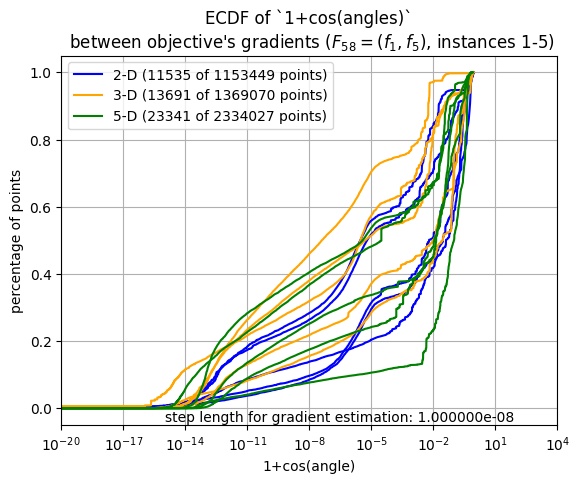 ECDF of `1+cos(angles)`
between objective's gradients (F₅₈ = (f₁, f₅), instances 1-5)
2-D (11535 of 1153449 points)
3-D (13691 of 1369070 points)
5-D (23341 of 2334027 points)
percentage of points
1.0
0.8
0.6
0.4
0.2
0.0
step length for gradient estimation: 1.000000e-08
10⁻²⁰ 10⁻¹⁷ 10⁻¹⁴ 10⁻¹¹ 10⁻⁸ 10⁻⁵ 10⁻² 10¹ 10⁴
1+cos(angle)